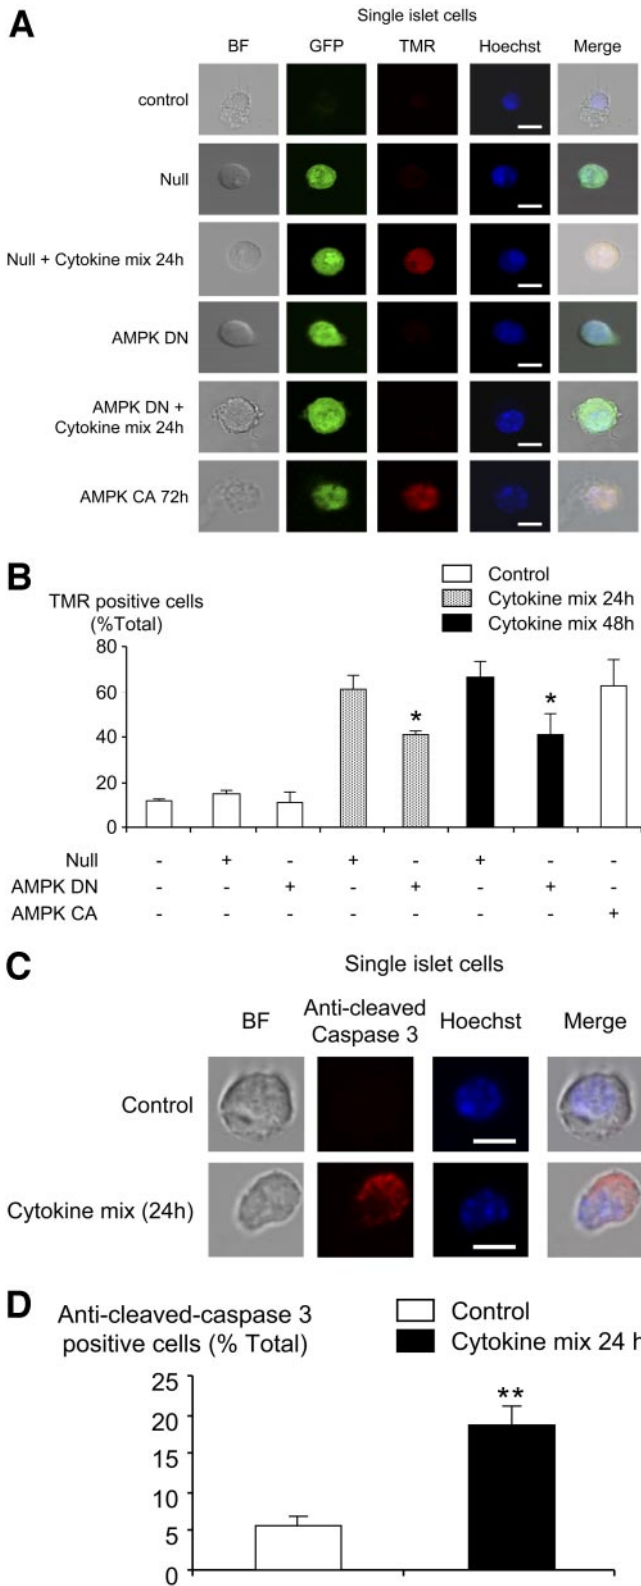 A
Single islet cells
BF GFP TMR Hoechst Merge
control
Null
Null + Cytokine mix 24h
AMPK DN
AMPK DN +
Cytokine mix 24h
AMPK CA 72h
B
TMR positive cells
(%Total)
Control
Cytokine mix 24h
Cytokine mix 48h
80
60
40
20
0
* *
Null - + - + - + - -
AMPK DN - - + - + - + -
AMPK CA - - - - - - - +
C
Single islet cells
BF Anti-cleaved Caspase 3 Hoechst Merge
Control
Cytokine mix (24h)
D
Anti-cleaved-caspase 3
positive cells (% Total)
Control
Cytokine mix 24 h
25
20
15
10
5
0
**